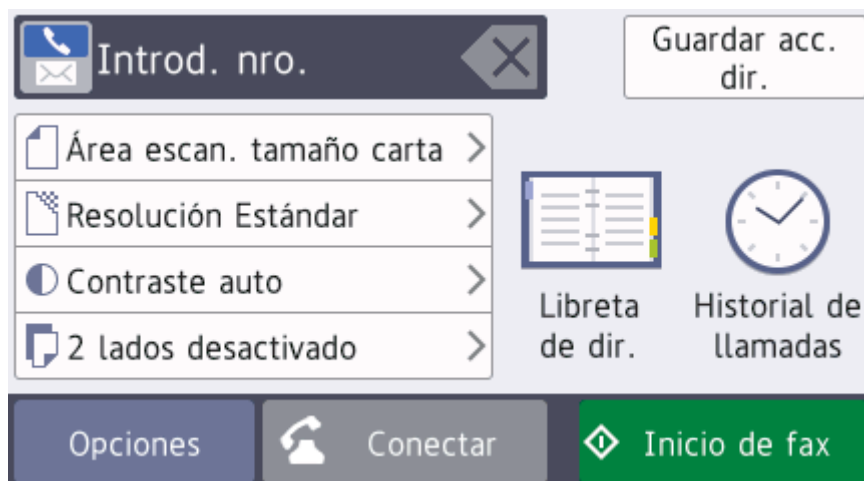 Introd. nro.
Guardar acc.
dir.
Área escan. tamaño carta
Resolución Estándar
Contraste auto
2 lados desactivado
Libreta
de dir.
Historial de
llamadas
Opciones
Conectar
Inicio de fax